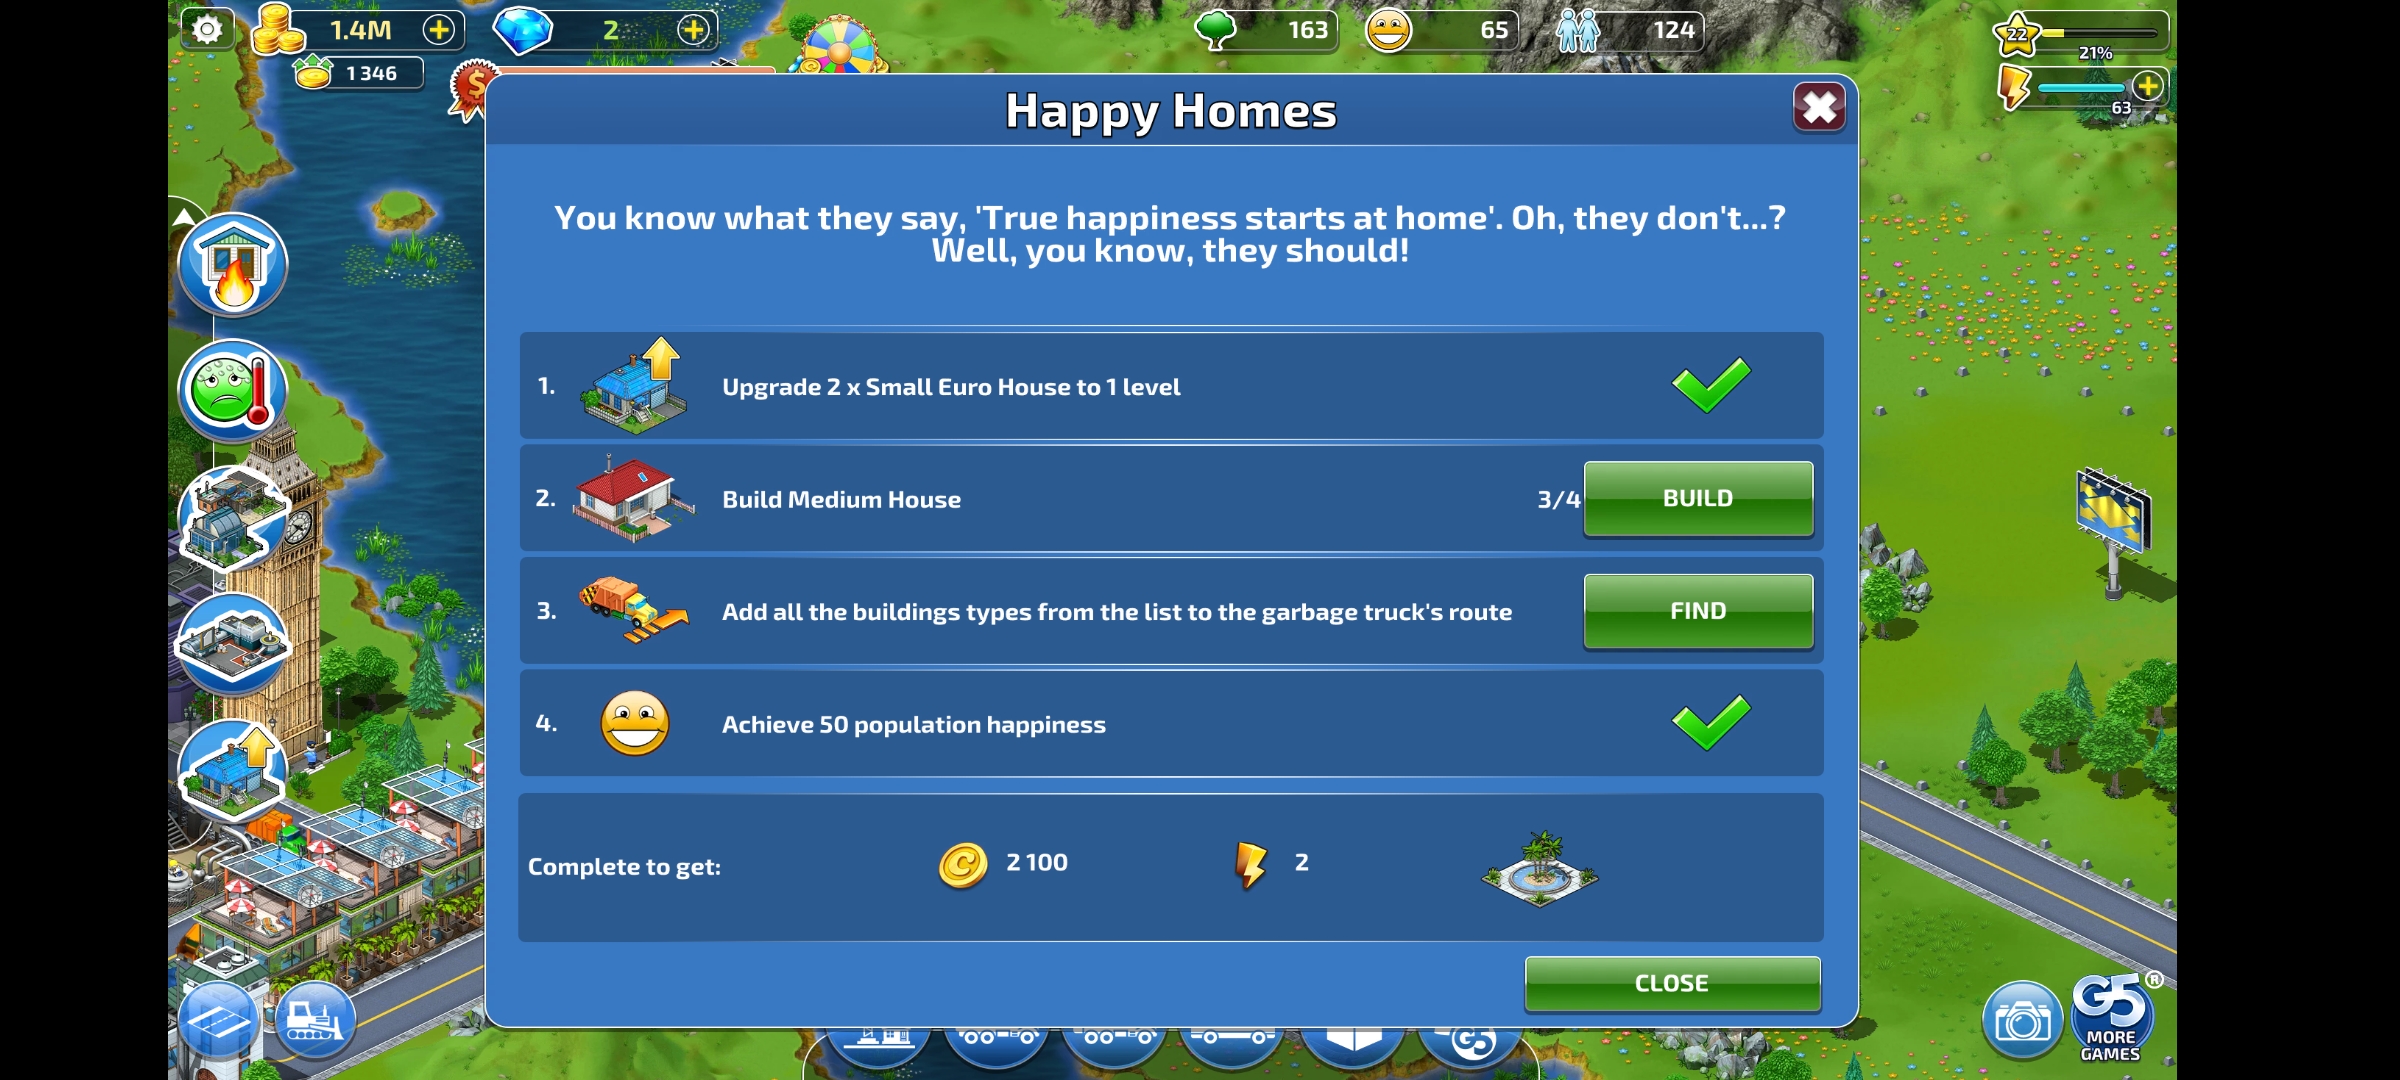 1.4M
2
163
65
124
22
21%
1 346
63
Happy Homes
You know what they say, 'True happiness starts at home'. Oh, they don't...?
Well, you know, they should!
1. Upgrade 2 x Small Euro House to 1 level
2. Build Medium House 3/4 BUILD
3. Add all the buildings types from the list to the garbage truck's route FIND
4. Achieve 50 population happiness
Complete to get: 2 100 2
CLOSE
G5
G5 ®
MORE
GAMES